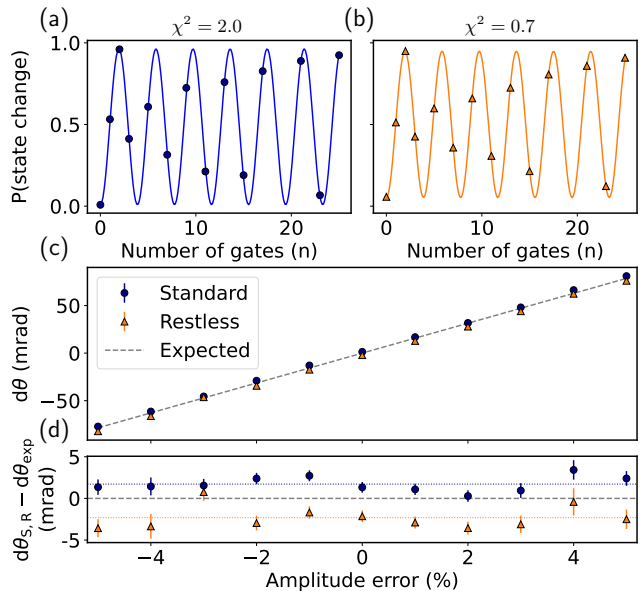 (a)
χ² = 2.0
(b)
χ² = 0.7
P(state change)
1.0
0.5
0.0
0
10
20
0
10
20
Number of gates (n)
Number of gates (n)
(c)
dθ (mrad)
50
0
−50
Standard
Restless
Expected
(d)
dθS, R − dθexp
(mrad)
5
0
−5
−4
−2
0
2
4
Amplitude error (%)